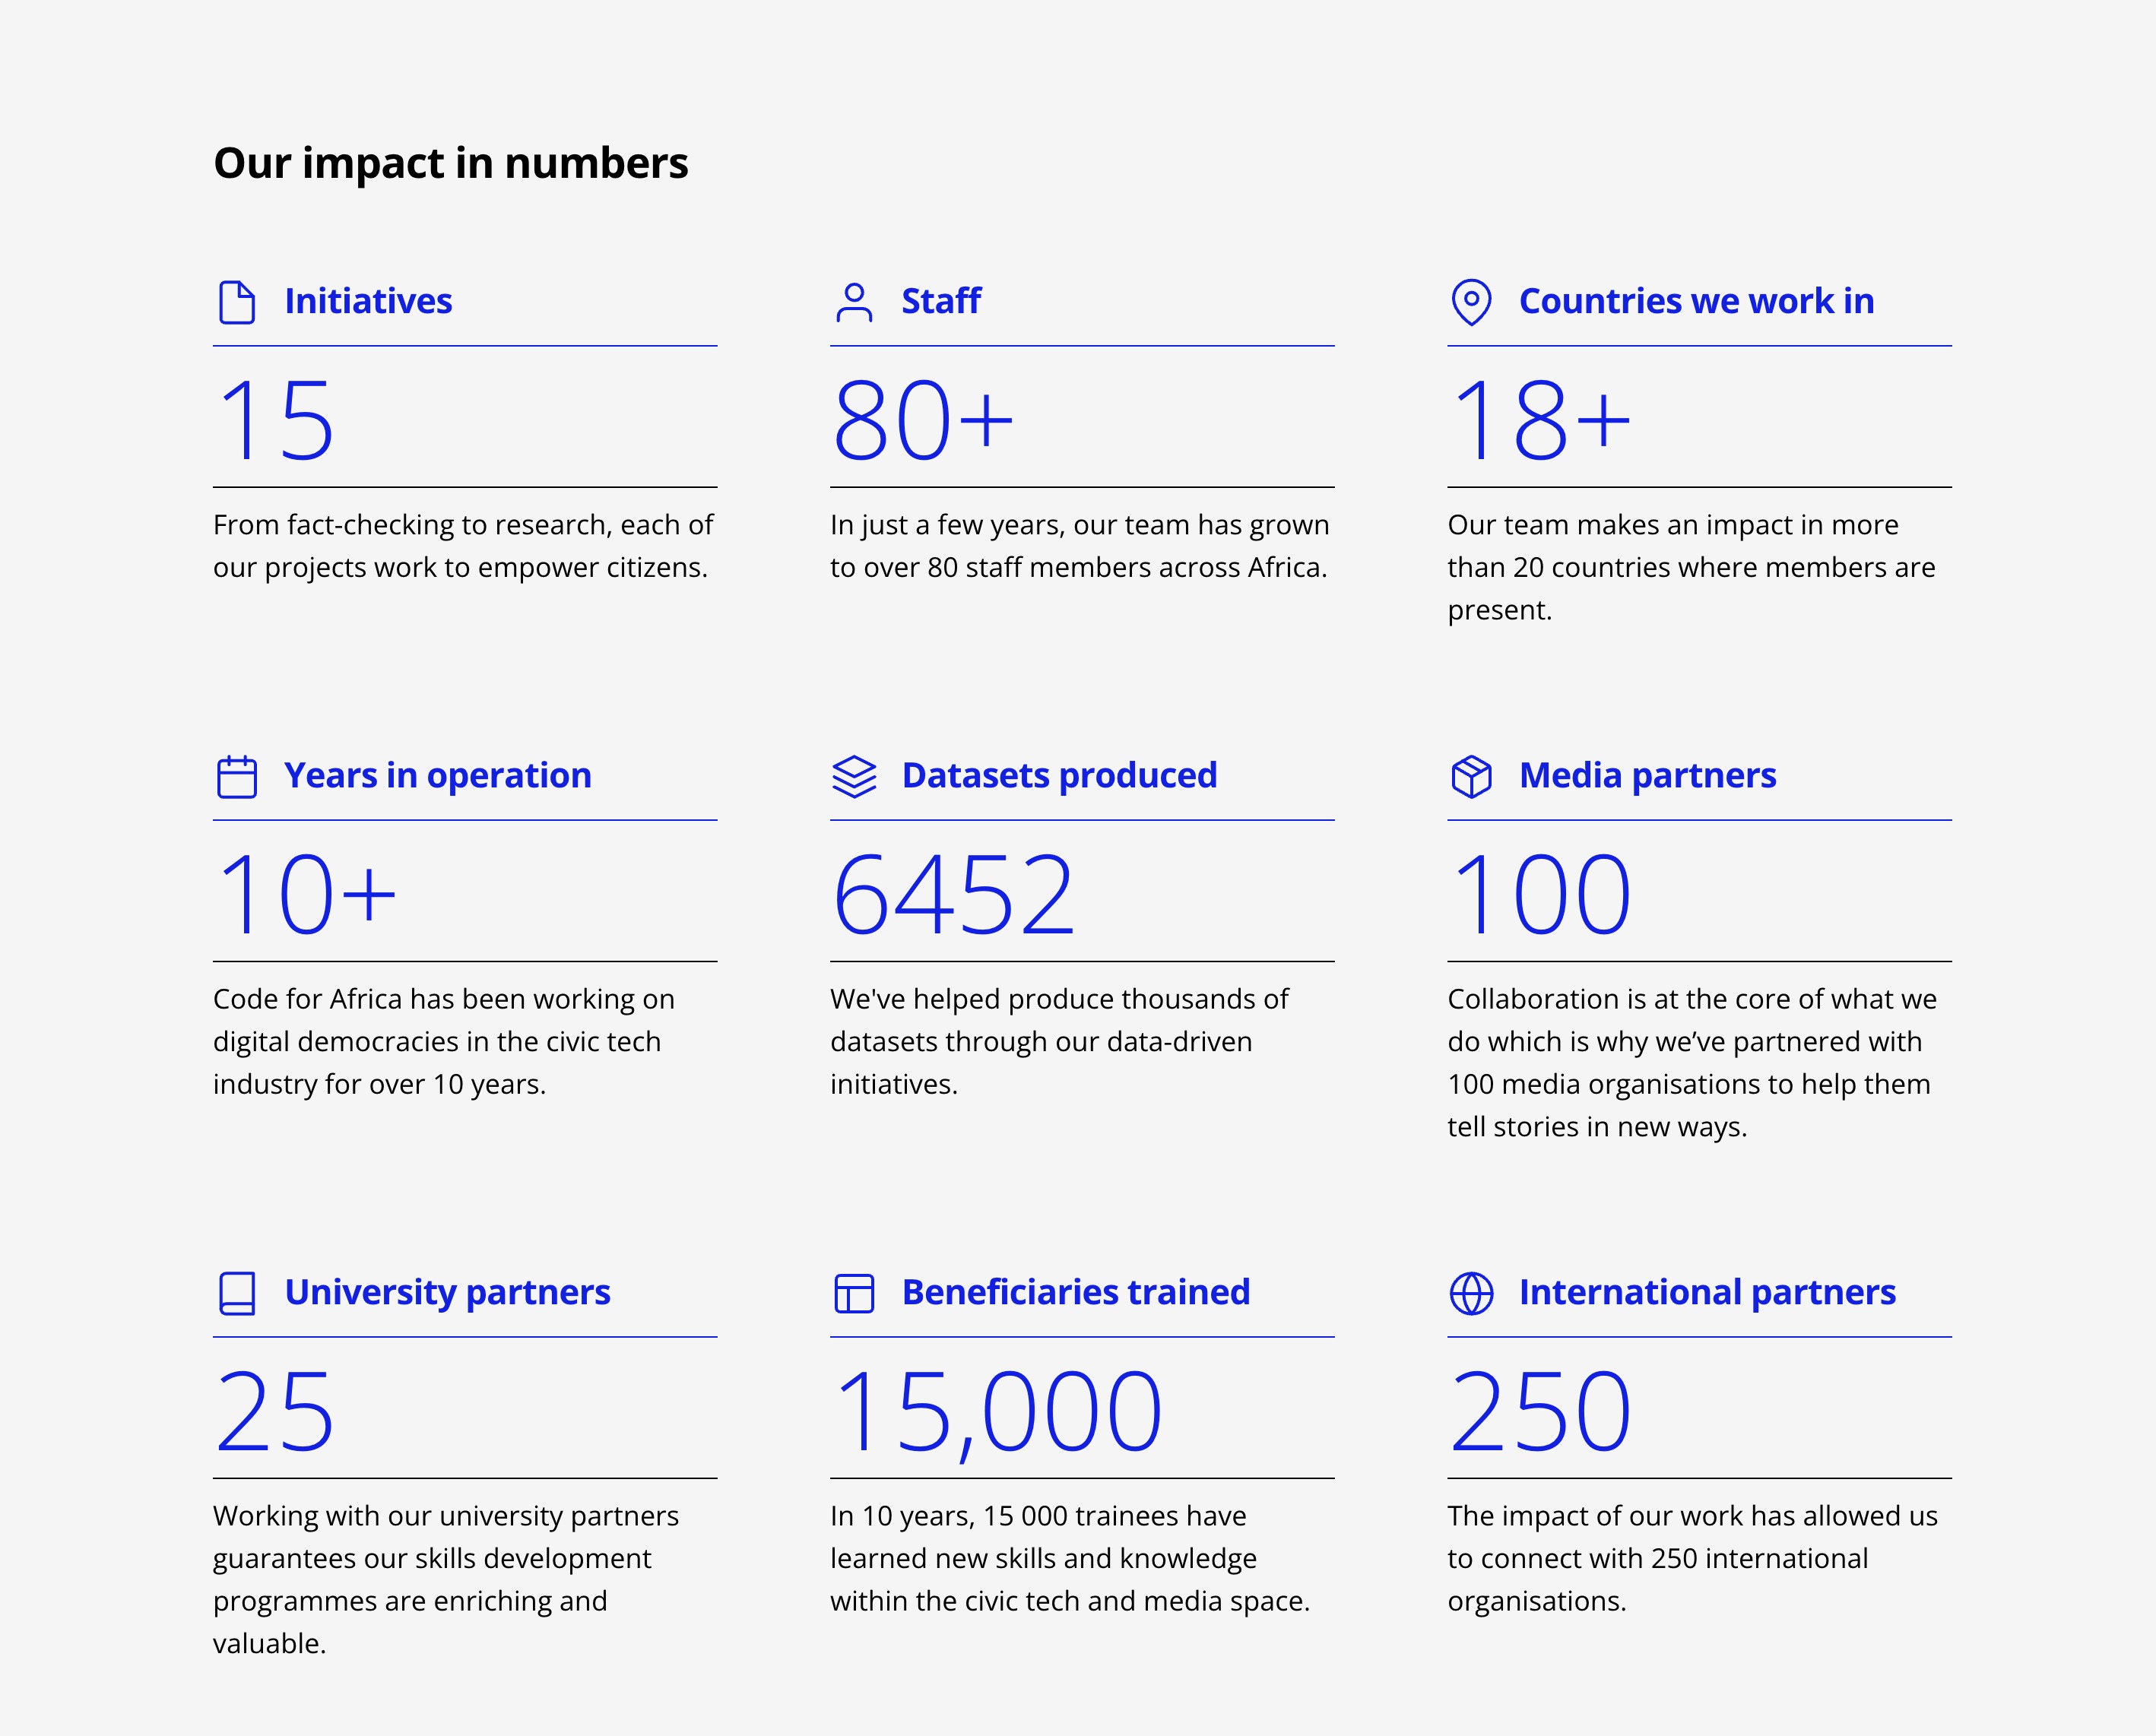 Our impact in numbers
Initiatives
15
From fact-checking to research, each of
our projects work to empower citizens.
Staff
80+
In just a few years, our team has grown
to over 80 staff members across Africa.
Countries we work in
18+
Our team makes an impact in more
than 20 countries where members are
present.
Years in operation
10+
Code for Africa has been working on
digital democracies in the civic tech
industry for over 10 years.
Datasets produced
6452
We've helped produce thousands of
datasets through our data-driven
initiatives.
Media partners
100
Collaboration is at the core of what we
do which is why we’ve partnered with
100 media organisations to help them
tell stories in new ways.
University partners
25
Working with our university partners
guarantees our skills development
programmes are enriching and
valuable.
Beneficiaries trained
15,000
In 10 years, 15 000 trainees have
learned new skills and knowledge
within the civic tech and media space.
International partners
250
The impact of our work has allowed us
to connect with 250 international
organisations.